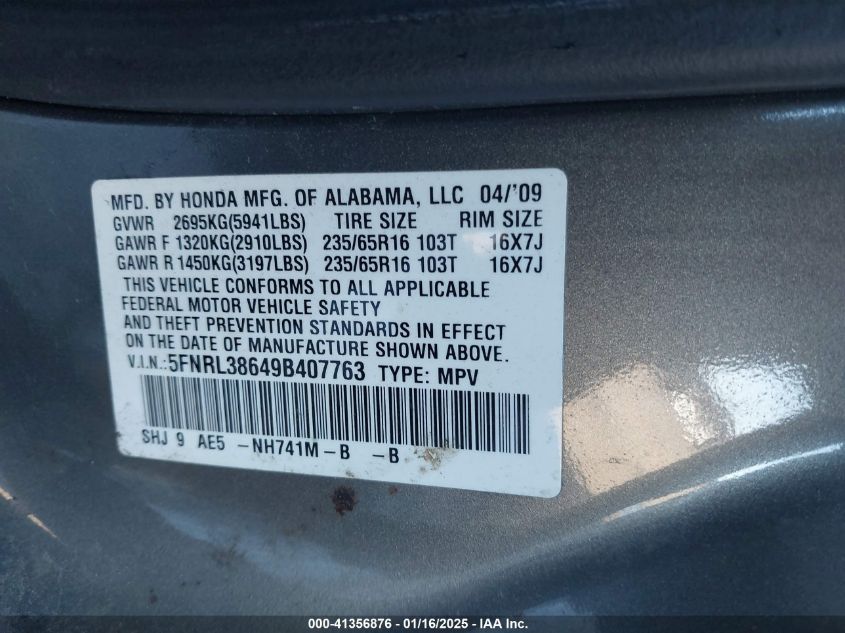 MFD. BY HONDA MFG. OF ALABAMA, LLC 04/'09
GVWR 2695KG(5941LBS) TIRE SIZE RIM SIZE
GAWR F 1320KG(2910LBS) 235/65R16 103T 16X7J
GAWR R 1450KG(3197LBS) 235/65R16 103T 16X7J
THIS VEHICLE CONFORMS TO ALL APPLICABLE
FEDERAL MOTOR VEHICLE SAFETY
AND THEFT PREVENTION STANDARDS IN EFFECT
ON THE DATE OF MANUFACTURE SHOWN ABOVE.
V.I.N.:5FNRL38649B407763 TYPE: MPV
SHJ 9 AE5 -NH741M-B -B
000-41356876 | 01/16/2025 - IAA Inc.